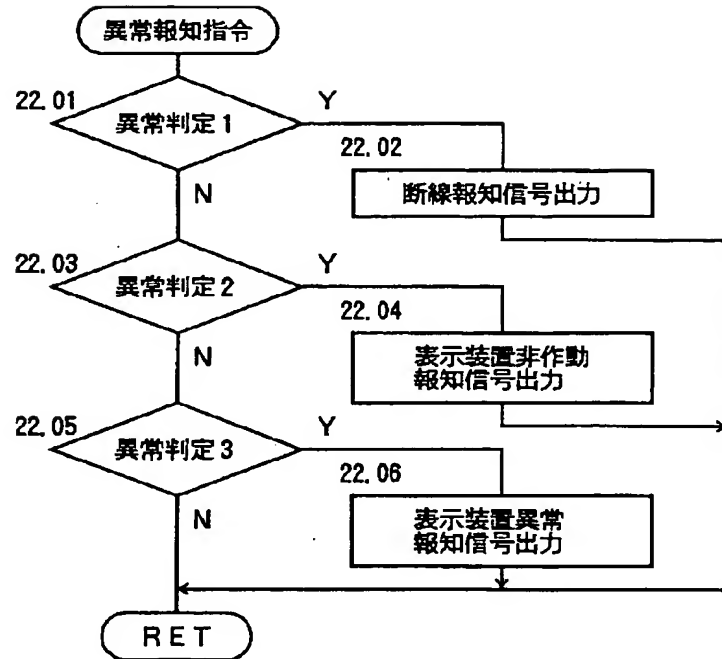 異常報知指令
22.01
異常判定1
Y
22.02
断線報知信号出力
N
22.03
異常判定2
Y
22.04
表示装置非作動
報知信号出力
N
22.05
異常判定3
Y
22.06
表示装置異常
報知信号出力
N
RET